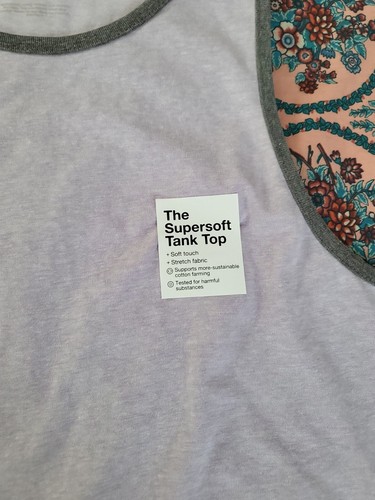 The
Supersoft
Tank Top
+ Soft touch
+ Stretch fabric
Supports more-sustainable
cotton farming
Tested for harmful
substances